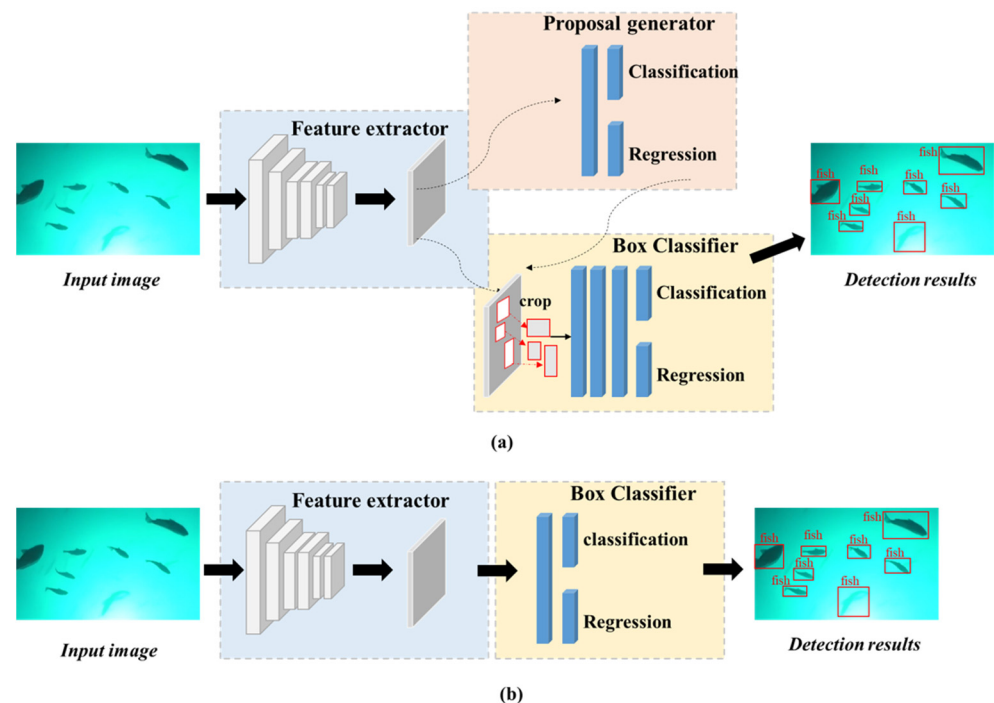 Proposal generator
Classification
Regression
Feature extractor
Input image
Box Classifier
crop
Classification
Regression
fish
fish
fish
fish
fish
fish
fish
fish
Detection results
(a)
Feature extractor
Input image
Box Classifier
classification
Regression
fish
fish
fish
fish
fish
fish
fish
fish
Detection results
(b)